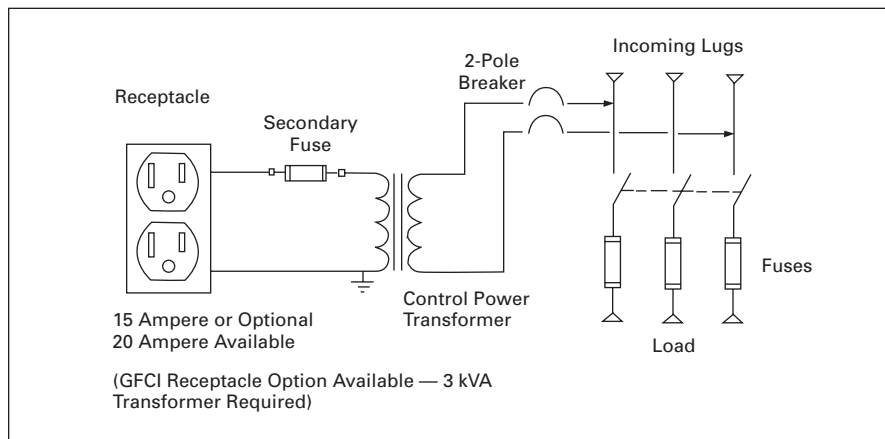 Incoming Lugs
2-Pole
Breaker
Receptacle
Secondary
Fuse
Fuses
Control Power
Transformer
15 Ampere or Optional
20 Ampere Available
Load
(GFCI Receptacle Option Available — 3 kVA
Transformer Required)